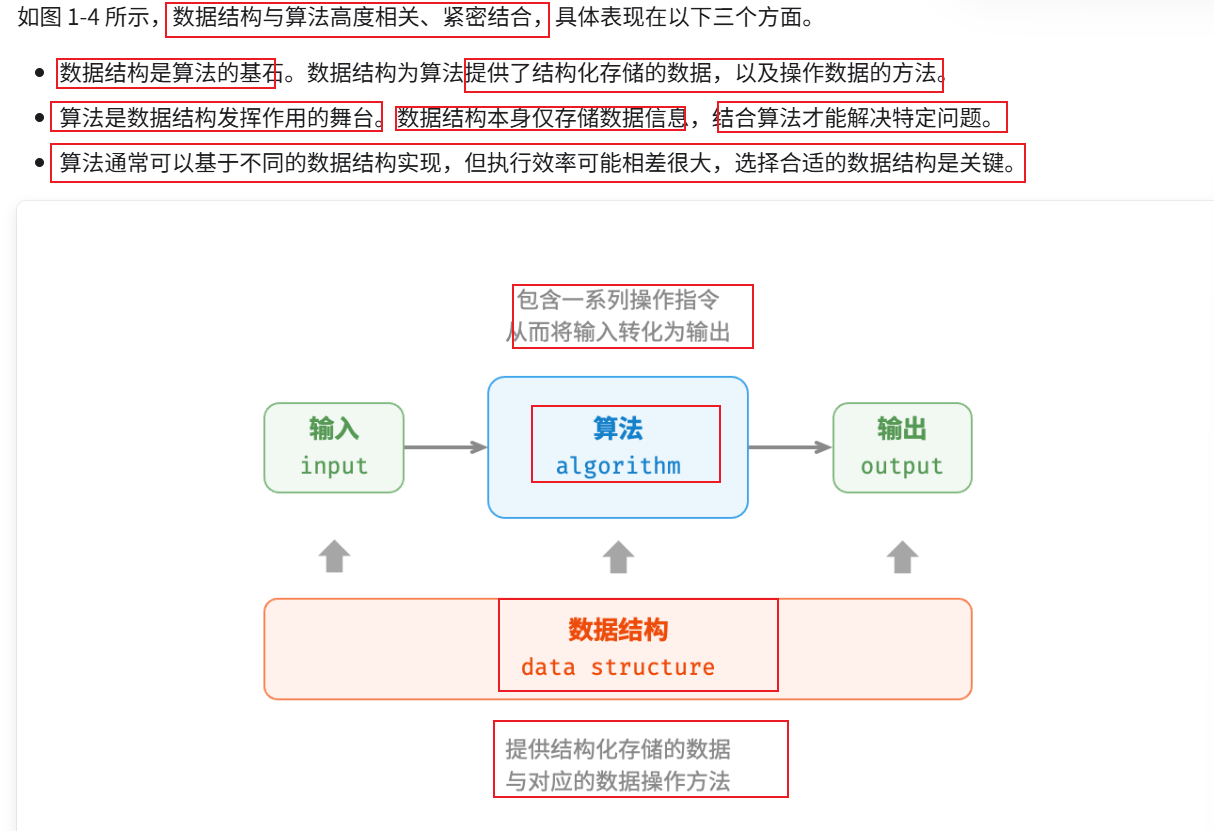 如图 1-4 所示，数据结构与算法高度相关、紧密结合，具体表现在以下三个方面。
数据结构是算法的基石。数据结构为算法提供了结构化存储的数据，以及操作数据的方法。
算法是数据结构发挥作用的舞台。数据结构本身仅存储数据信息，结合算法才能解决特定问题。
算法通常可以基于不同的数据结构实现，但执行效率可能相差很大，选择合适的数据结构是关键。
包含一系列操作指令
从而将输入转化为输出
输入
input
算法
algorithm
输出
output
数据结构
data structure
提供结构化存储的数据
与对应的数据操作方法